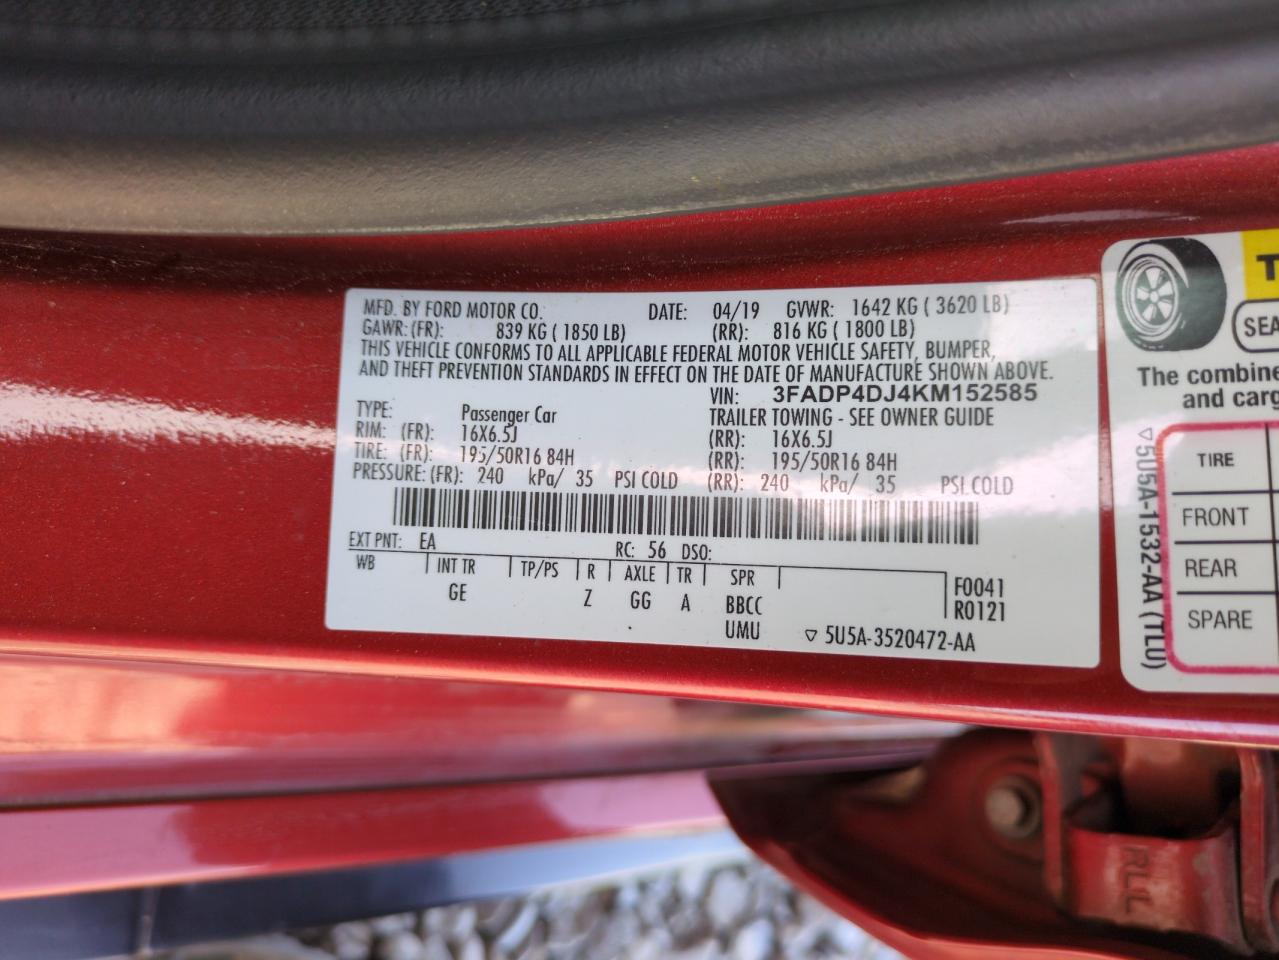 MFD. BY FORD MOTOR CO. DATE: 04/19 GVWR: 1642 KG ( 3620 LB)
GAWR: (FR): 839 KG ( 1850 LB) (RR): 816 KG ( 1800 LB)
THIS VEHICLE CONFORMS TO ALL APPLICABLE FEDERAL MOTOR VEHICLE SAFETY, BUMPER,
AND THEFT PREVENTION STANDARDS IN EFFECT ON THE DATE OF MANUFACTURE SHOWN ABOVE.
VIN: 3FADP4DJ4KM152585
TYPE: Passenger Car TRAILER TOWING - SEE OWNER GUIDE
RIM: (FR): 16X6.5J (RR): 16X6.5J
TIRE: (FR): 195/50R16 84H (RR): 195/50R16 84H
PRESSURE: (FR): 240 kPa/ 35 PSI COLD (RR): 240 kPa/ 35 PSI COLD
EXT PNT: EA RC: 56 DSO:
WB INT TR TP/PS R AXLE TR SPR F0041
GE Z GG A BBCC R0121
UMU ▽ 5U5A-3520472-AA
T
SEA
The combine
and carg
TIRE
FRONT
REAR
SPARE
▽5U5A-1532-AA (TLU)
RLL